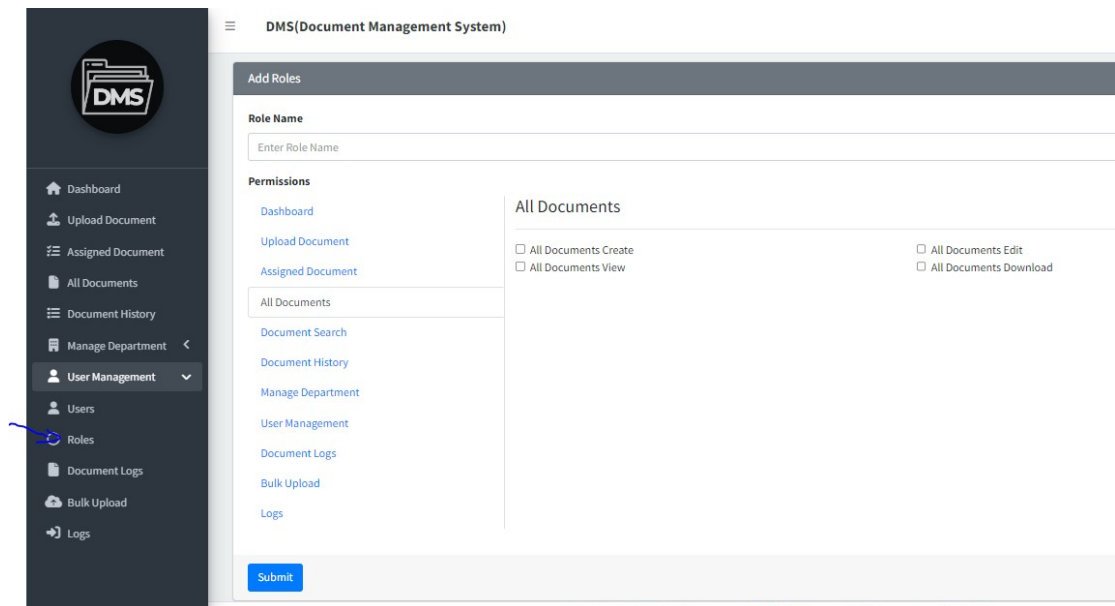 DMS(Document Management System)
DMS
Dashboard
Upload Document
Assigned Document
All Documents
Document History
Manage Department
User Management
Users
Roles
Document Logs
Bulk Upload
Logs
Add Roles
Role Name
Enter Role Name
Permissions
Dashboard
Upload Document
Assigned Document
All Documents
Document Search
Document History
Manage Department
User Management
Document Logs
Bulk Upload
Logs
All Documents
All Documents Create
All Documents Edit
All Documents View
All Documents Download
Submit